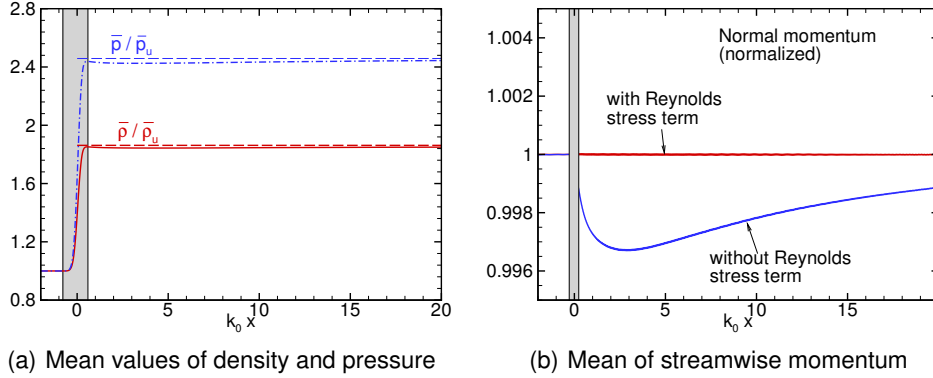 2.8
2.4
2
1.6
1.2
0.8
p̅ / p̅u
ρ̅ / ρ̅u
0
5
10
15
20
k0 x
(a) Mean values of density and pressure
1.004
1.002
1
0.998
0.996
Normal momentum
(normalized)
with Reynolds
stress term
without Reynolds
stress term
0
5
10
15
k0 x
(b) Mean of streamwise momentum